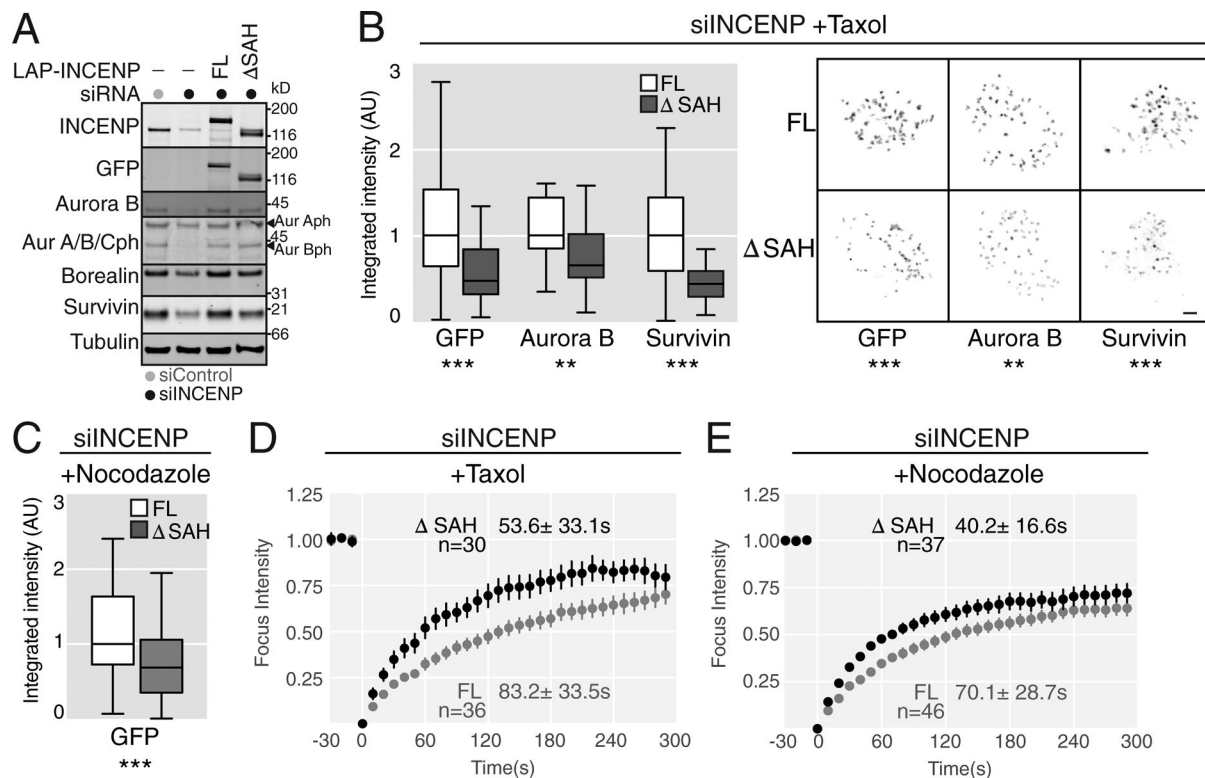 A
LAP-INCENP – – FL ΔSAH
siRNA kD
INCENP 200
116
GFP 200
116
Aurora B 45
Aur A/B/Cph Aur Aph
45
Aur Bph
Borealin
31
Survivin 21
66
Tubulin
siControl
siINCENP
B
siINCENP +Taxol
Integrated intensity (AU)
3
2
1
0
FL
Δ SAH
GFP Aurora B Survivin
*** ** ***
FL
Δ SAH
GFP Aurora B Survivin
*** ** ***
C
siINCENP
+Nocodazole
Integrated intensity (AU)
3
2
1
0
FL
Δ SAH
GFP
***
D
siINCENP
+Taxol
Focus Intensity
1.25
1.00
0.75
0.50
0.25
Δ SAH 53.6± 33.1s
n=30
FL 83.2± 33.5s
n=36
-30 0 60 120 180 240 300
Time(s)
E
siINCENP
+Nocodazole
Focus Intensity
1.25
1.00
0.75
0.50
0.25
Δ SAH 40.2± 16.6s
n=37
FL 70.1± 28.7s
n=46
-30 0 60 120 180 240 300
Time(s)